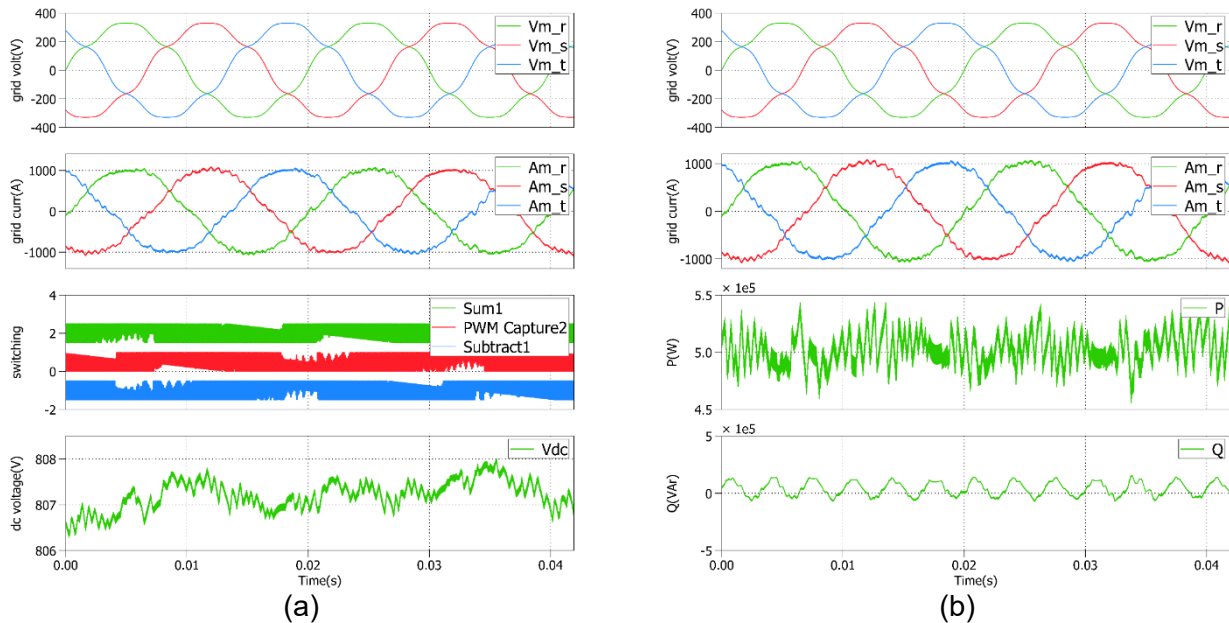 400
200
0
-200
-400
grid volt(V)
Vm_r
Vm_s
Vm_t
1000
0
-1000
grid curr(A)
Am_r
Am_s
Am_t
4
2
0
-2
switching
Sum1
PWM Capture2
Subtract1
808
807
806
dc voltage(V)
Vdc
0.00 0.01 0.02 0.03 0.04
Time(s)
(a)
400
200
0
-200
-400
grid volt(V)
Vm_r
Vm_s
Vm_t
1000
0
-1000
grid curr(A)
Am_r
Am_s
Am_t
× 1e5
5.5
5.0
4.5
P(W)
P
× 1e5
5
0
-5
Q(VAr)
Q
0.00 0.01 0.02 0.03 0.04
Time(s)
(b)